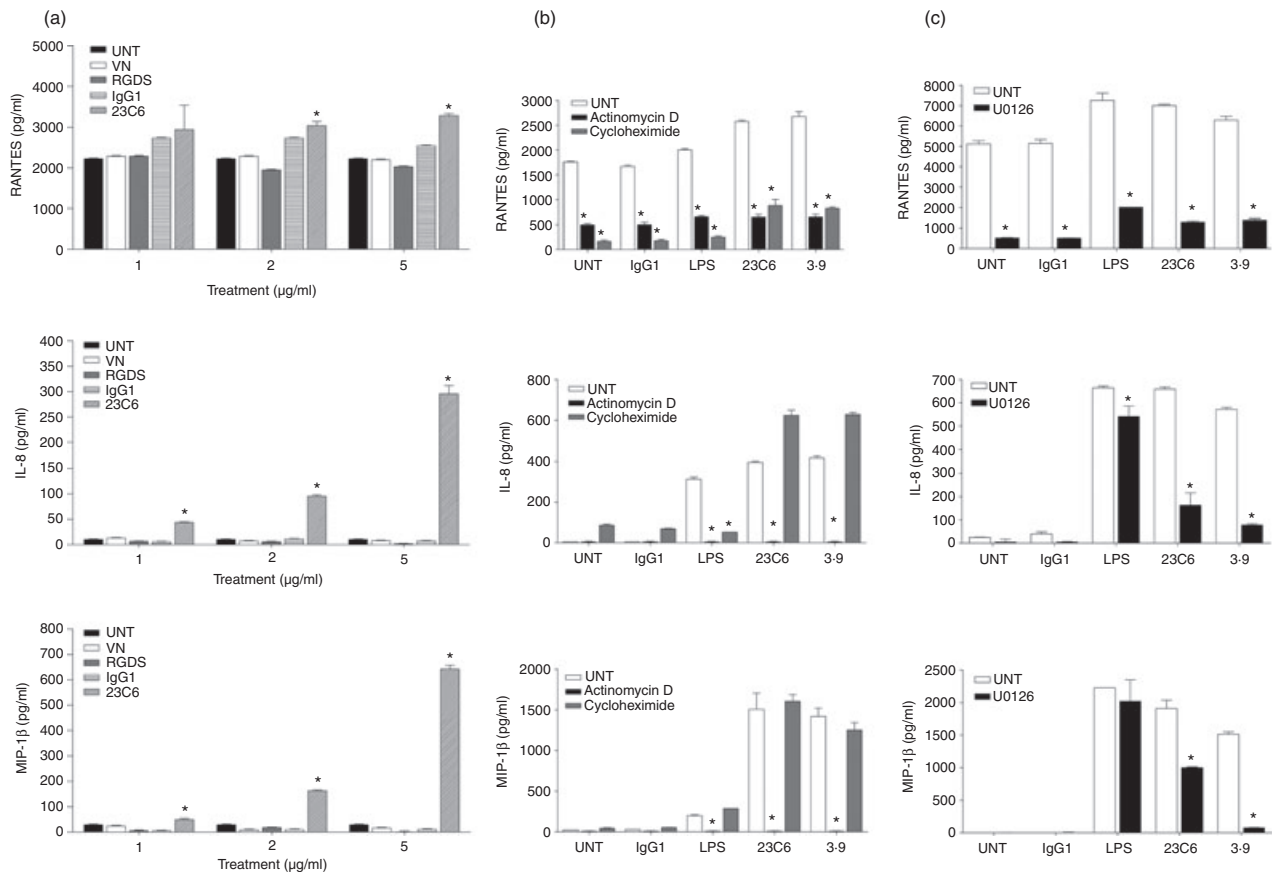 (a)
5000
4000
3000
2000
1000
0
RANTES (pg/ml)
UNT
VN
RGDS
IgG1
23C6
*
*
1
2
5
Treatment (µg/ml)
400
350
300
250
200
150
100
50
0
IL-8 (pg/ml)
UNT
VN
RGDS
IgG1
23C6
*
*
*
1
2
5
Treatment (µg/ml)
800
700
600
500
400
300
200
100
0
MIP-1β (pg/ml)
UNT
VN
RGDS
IgG1
23C6
*
*
*
1
2
5
Treatment (µg/ml)
(b)
3000
2500
2000
1500
1000
500
0
RANTES (pg/ml)
UNT
Actinomycin D
Cycloheximide
* * * * * * * * * *
UNT IgG1 LPS 23C6 3·9
800
600
400
200
0
IL-8 (pg/ml)
UNT
Actinomycin D
Cycloheximide
* * * *
UNT IgG1 LPS 23C6 3·9
2000
1500
1000
500
0
MIP-1β (pg/ml)
UNT
Actinomycin D
Cycloheximide
* * *
UNT IgG1 LPS 23C6 3·9
(c)
8000
7000
6000
5000
4000
3000
2000
1000
0
RANTES (pg/ml)
UNT
U0126
* * * * *
UNT IgG1 LPS 23C6 3·9
700
600
500
400
300
200
100
0
IL-8 (pg/ml)
UNT
U0126
* * *
UNT IgG1 LPS 23C6 3·9
2500
2000
1500
1000
500
0
MIP-1β (pg/ml)
UNT
U0126
* *
UNT IgG1 LPS 23C6 3·9